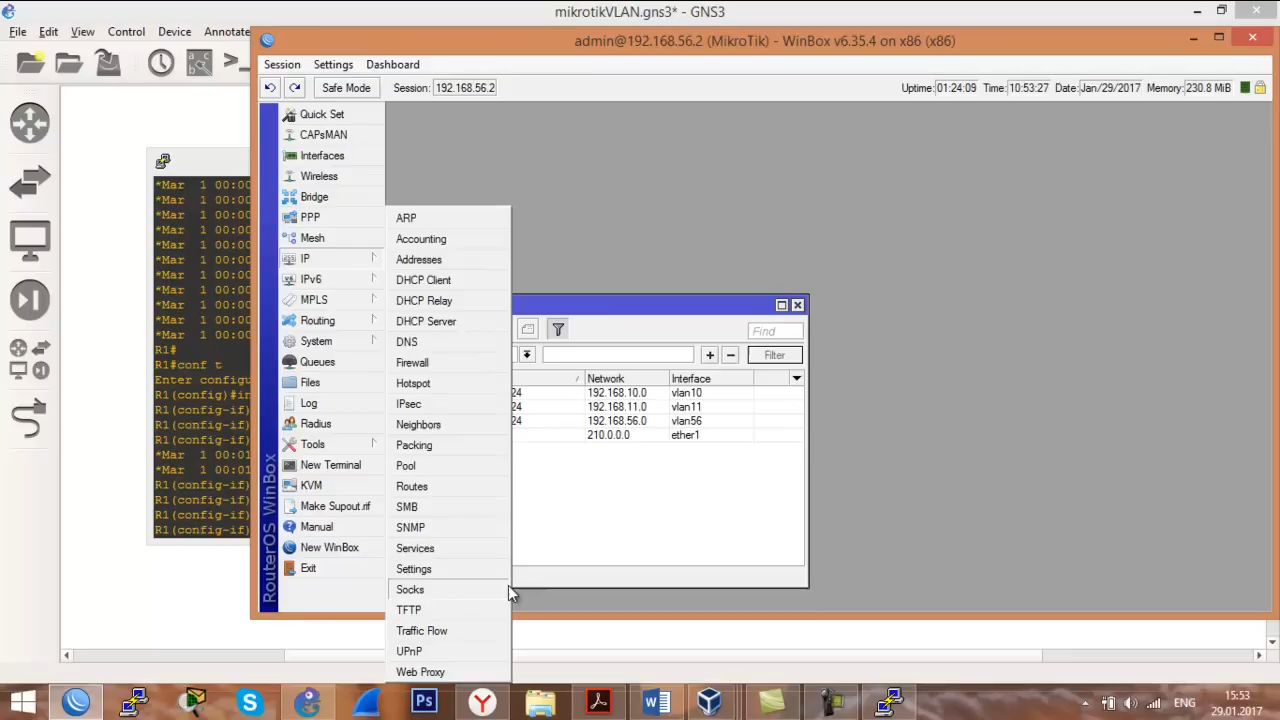 mikrotikVLAN.gns3* - GNS3
File Edit View Control Device Annotate
admin@192.168.56.2 (MikroTik) - WinBox v6.35.4 on x86 (x86)
Session Settings Dashboard
Safe Mode Session: 192.168.56.2 Uptime: 01:24:09 Time: 10:53:27 Date: Jan/29/2017 Memory: 230.8 MiB
Quick Set
CAPsMAN
Interfaces
Wireless
Bridge
PPP
Mesh
IP
IPv6
MPLS
Routing
System
Queues
Files
Log
Radius
Tools
New Terminal
KVM
Make Supout.rif
Manual
New WinBox
Exit
RouterOS WinBox
ARP
Accounting
Addresses
DHCP Client
DHCP Relay
DHCP Server
DNS
Firewall
Hotspot
IPsec
Neighbors
Packing
Pool
Routes
SMB
SNMP
Services
Settings
Socks
TFTP
Traffic Flow
UPnP
Web Proxy
Find
Filter
Network Interface
24 192.168.10.0 vlan10
24 192.168.11.0 vlan11
24 192.168.56.0 vlan56
210.0.0.0 ether1
*Mar 1 00:00
*Mar 1 00:00
*Mar 1 00:00
*Mar 1 00:00
*Mar 1 00:00
*Mar 1 00:00
*Mar 1 00:00
*Mar 1 00:00
*Mar 1 00:00
*Mar 1 00:00
*Mar 1 00:00
R1#
R1#conf t
Enter configu
R1(config)#in
R1(config-if)
R1(config-if)
R1(config-if)
*Mar 1 00:01
*Mar 1 00:01
R1(config-if)
R1(config-if)
R1(config-if)
R1(config-if)
ENG
15:53
29.01.2017